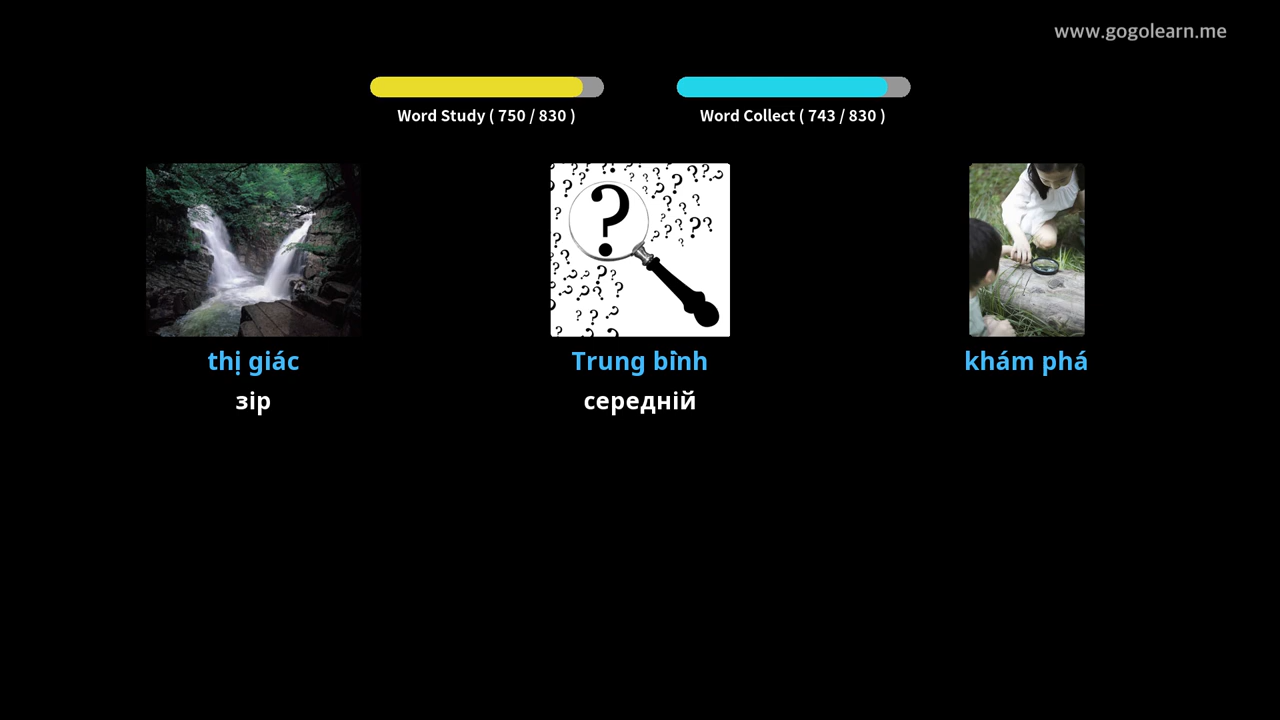 www.gogolearn.me
Word Study ( 750 / 830 )
Word Collect ( 743 / 830 )
thị giác
Trung bình
khám phá
зір
середній